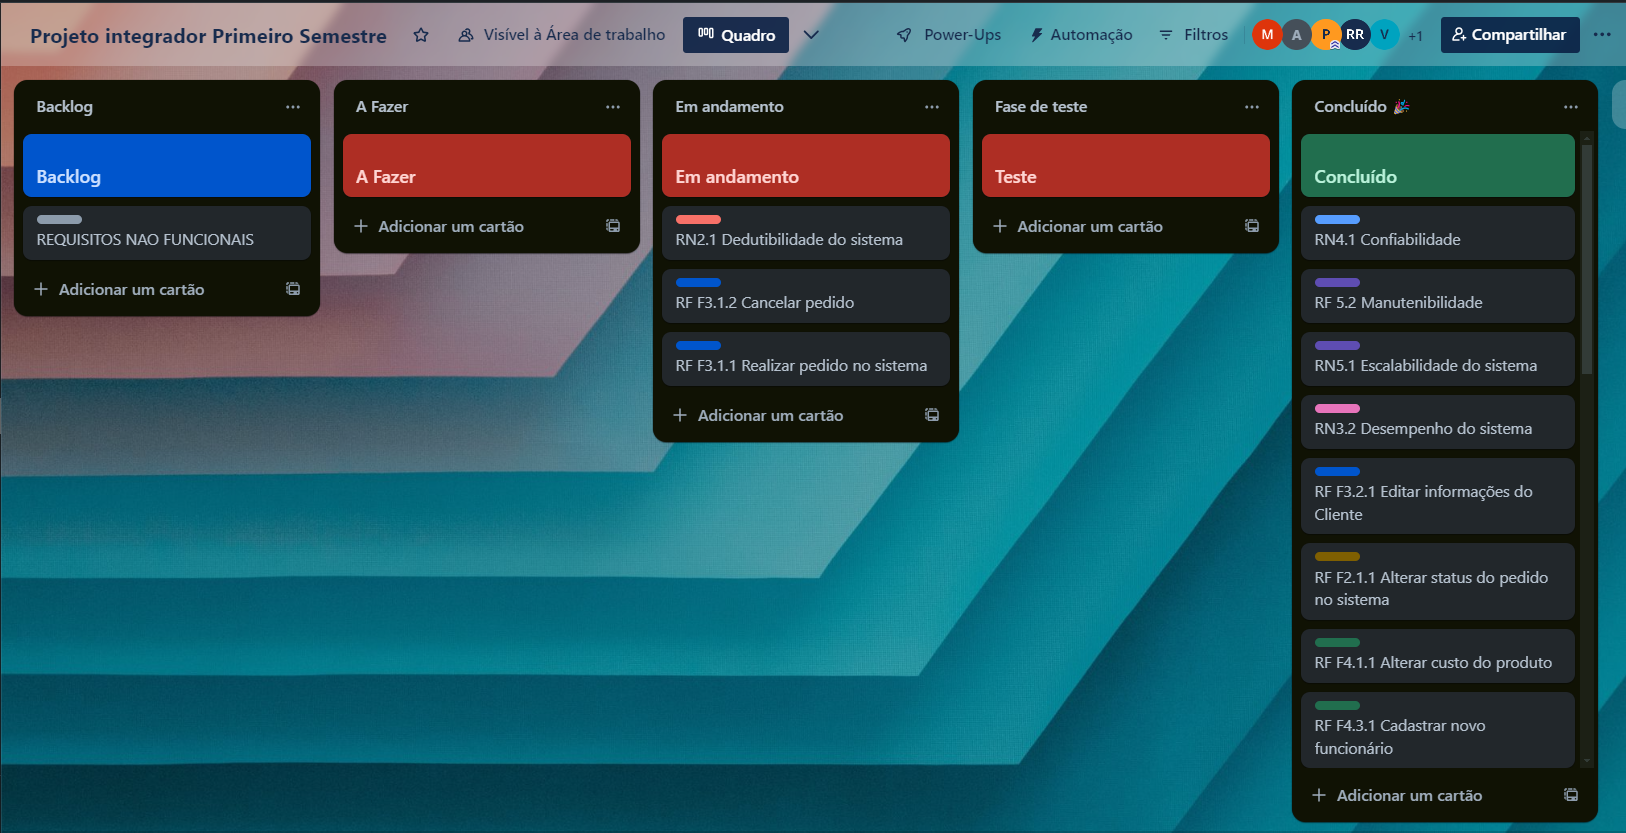 Projeto integrador Primeiro Semestre
Visível à Área de trabalho
Quadro
Power-Ups
Automação
Filtros
M
A
P
RR
V
+1
Compartilhar
Backlog
Backlog
REQUISITOS NAO FUNCIONAIS
Adicionar um cartão
A Fazer
A Fazer
Adicionar um cartão
Em andamento
Em andamento
RN2.1 Dedutibilidade do sistema
RF F3.1.2 Cancelar pedido
RF F3.1.1 Realizar pedido no sistema
Adicionar um cartão
Fase de teste
Teste
Adicionar um cartão
Concluído 🎉
Concluído
RN4.1 Confiabilidade
RF 5.2 Manutenibilidade
RN5.1 Escalabilidade do sistema
RN3.2 Desempenho do sistema
RF F3.2.1 Editar informações do
Cliente
RF F2.1.1 Alterar status do pedido
no sistema
RF F4.1.1 Alterar custo do produto
RF F4.3.1 Cadastrar novo
funcionário
Adicionar um cartão